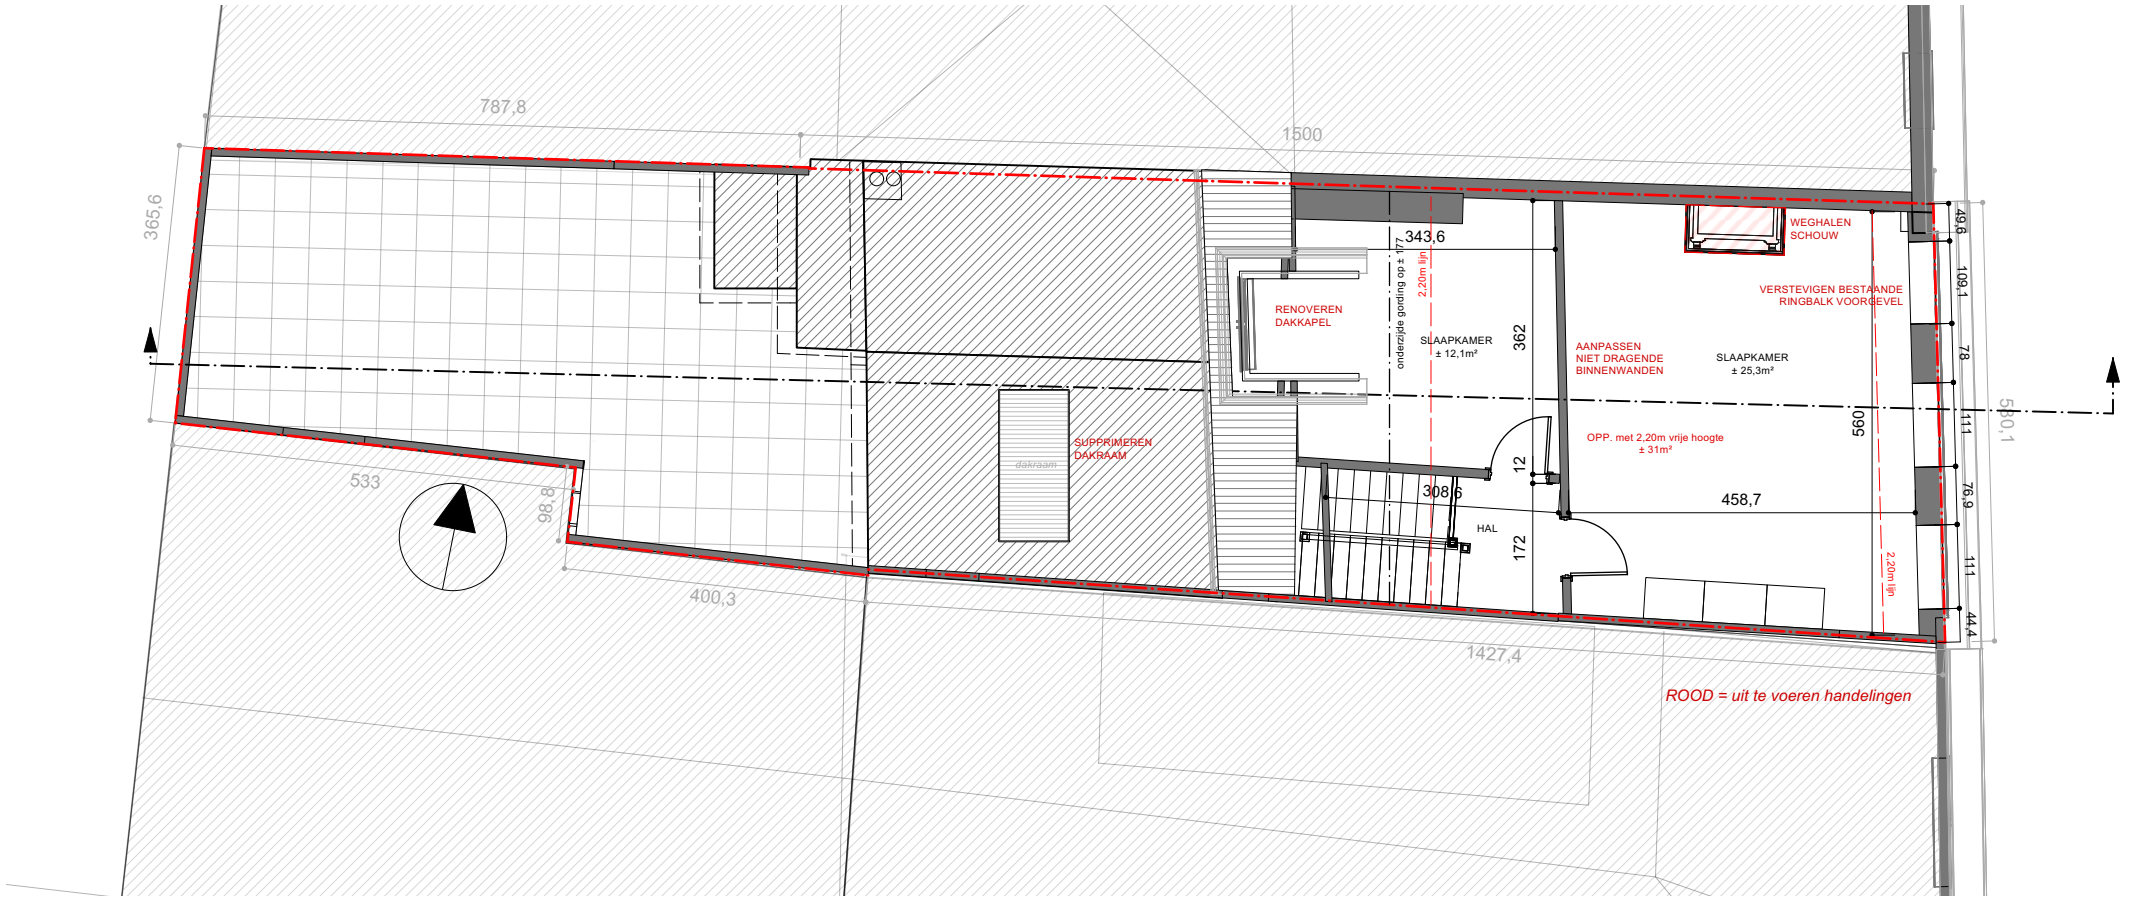 787,8
1500
365,6
533
98,8
400,3
1427,4
580,1
49,6
109,1
78
111
76,9
111
44,4
343,6
362
12
308,6
172
458,7
560
WEGHALEN
SCHOUW
VERSTEVIGEN BESTAANDE
RINGBALK VOORGEVEL
RENOVEREN
DAKKAPEL
onderzijde gording op ± 177
2,20m lijn
SLAAPKAMER
± 12,1m²
AANPASSEN
NIET DRAGENDE
BINNENWANDEN
SLAAPKAMER
± 25,3m²
OPP. met 2,20m vrije hoogte
± 31m²
SUPPRIMEREN
DAKRAAM
dakraam
HAL
2,20m lijn
ROOD = uit te voeren handelingen